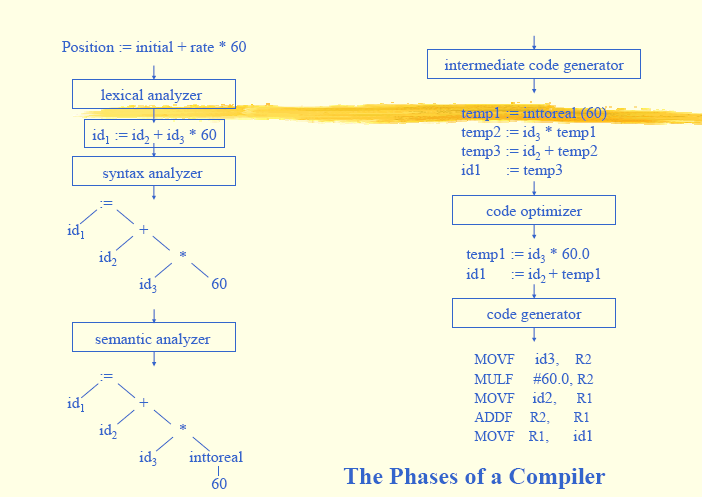 Position := initial + rate * 60
lexical analyzer
id1 := id2 + id3 * 60
syntax analyzer
:=
id1 +
id2 *
id3 60
semantic analyzer
:=
id1 +
id2 *
id3 inttoreal
60
intermediate code generator
temp1 := inttoreal (60)
temp2 := id3 * temp1
temp3 := id2 + temp2
id1 := temp3
code optimizer
temp1 := id3 * 60.0
id1 := id2 + temp1
code generator
MOVF id3, R2
MULF #60.0, R2
MOVF id2, R1
ADDF R2, R1
MOVF R1, id1
The Phases of a Compiler